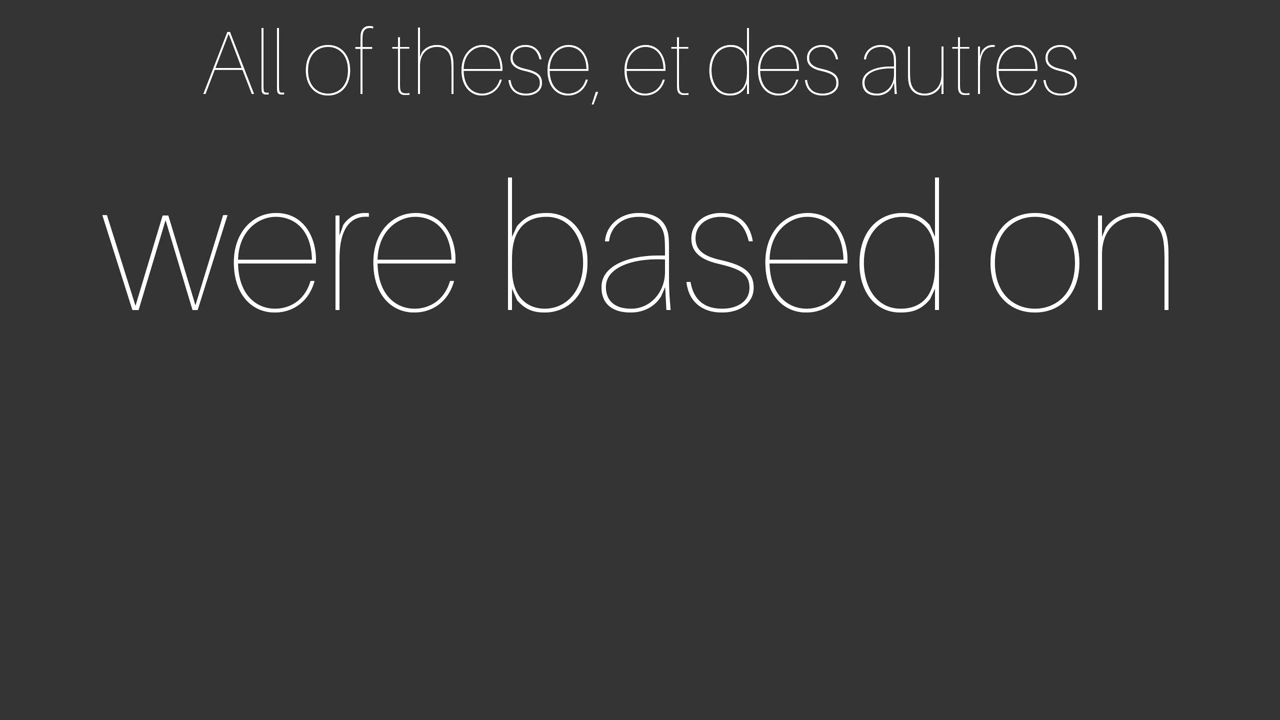 All of these, et des autres
were based on